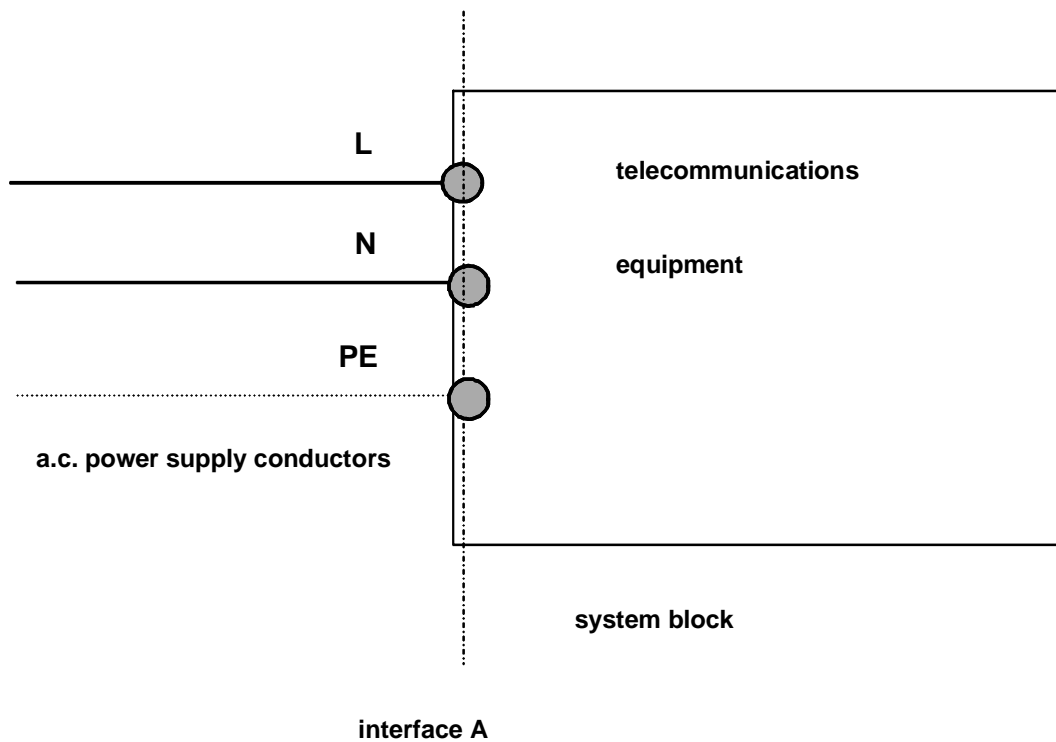 L
telecommunications
N
equipment
PE
a.c. power supply conductors
system block
interface A